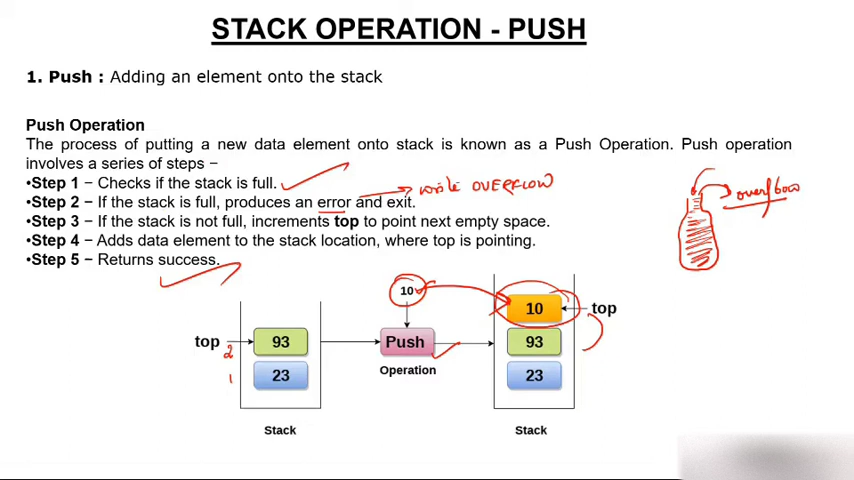 STACK OPERATION - PUSH
1. Push : Adding an element onto the stack
Push Operation
The process of putting a new data element onto stack is known as a Push Operation. Push operation
involves a series of steps −
•Step 1 − Checks if the stack is full.
•Step 2 − If the stack is full, produces an error and exit.
write OVERFLOW
overflow
•Step 3 − If the stack is not full, increments top to point next empty space.
•Step 4 − Adds data element to the stack location, where top is pointing.
•Step 5 − Returns success.
10
10
top
top
93
Push
93
2
23
Operation
23
1
Stack
Stack